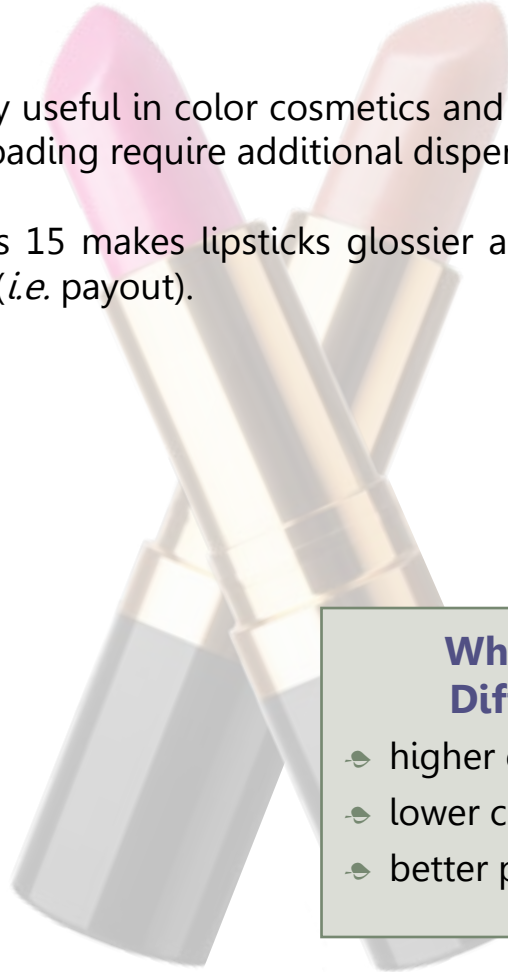 y useful in color cosmetics and
oading require additional disper
s 15 makes lipsticks glossier a
(i.e. payout).
Wh
Dif
higher
lower c
better p